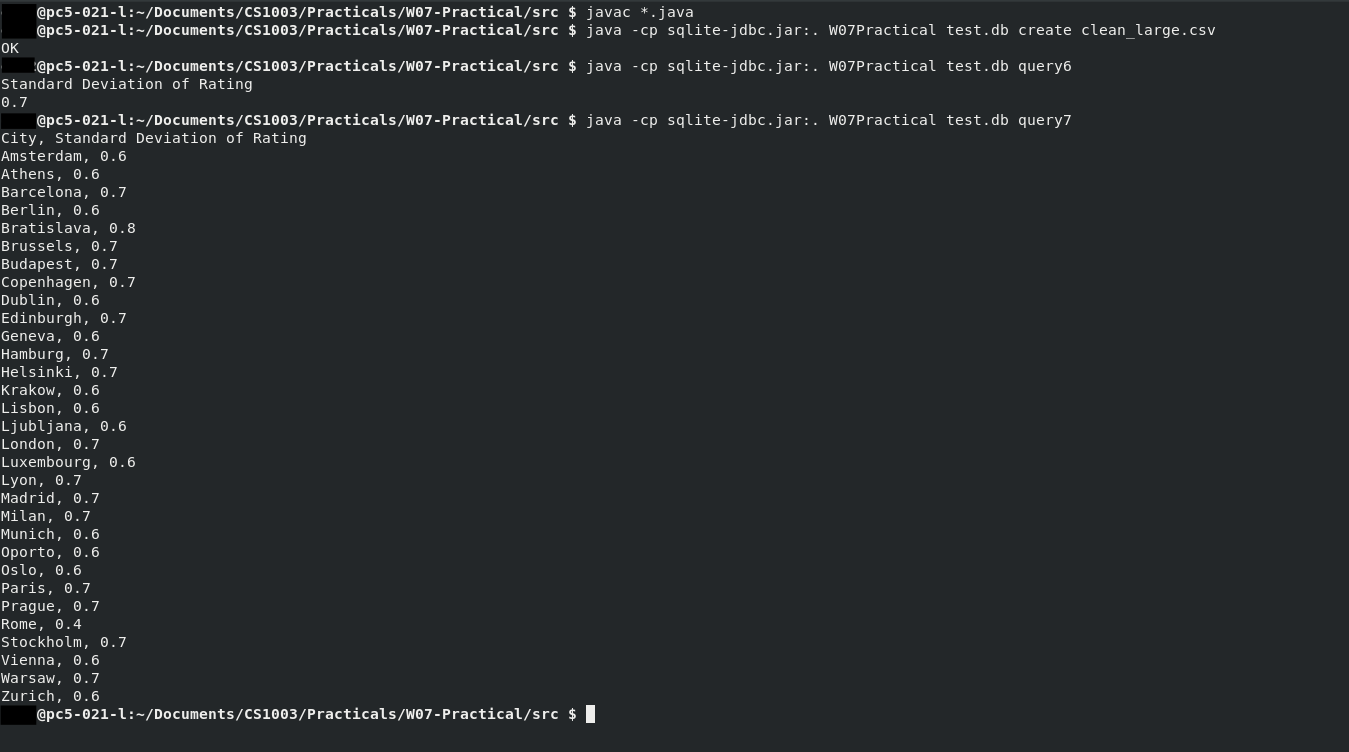 @pc5-021-l:~/Documents/CS1003/Practicals/W07-Practical/src $ javac *.java
@pc5-021-l:~/Documents/CS1003/Practicals/W07-Practical/src $ java -cp sqlite-jdbc.jar:. W07Practical test.db create clean_large.csv
OK
@pc5-021-l:~/Documents/CS1003/Practicals/W07-Practical/src $ java -cp sqlite-jdbc.jar:. W07Practical test.db query6
Standard Deviation of Rating
0.7
@pc5-021-l:~/Documents/CS1003/Practicals/W07-Practical/src $ java -cp sqlite-jdbc.jar:. W07Practical test.db query7
City, Standard Deviation of Rating
Amsterdam, 0.6
Athens, 0.6
Barcelona, 0.7
Berlin, 0.6
Bratislava, 0.8
Brussels, 0.7
Budapest, 0.7
Copenhagen, 0.7
Dublin, 0.6
Edinburgh, 0.7
Geneva, 0.6
Hamburg, 0.7
Helsinki, 0.7
Krakow, 0.6
Lisbon, 0.6
Ljubljana, 0.6
London, 0.7
Luxembourg, 0.6
Lyon, 0.7
Madrid, 0.7
Milan, 0.7
Munich, 0.6
Oporto, 0.6
Oslo, 0.6
Paris, 0.7
Prague, 0.7
Rome, 0.4
Stockholm, 0.7
Vienna, 0.6
Warsaw, 0.7
Zurich, 0.6
@pc5-021-l:~/Documents/CS1003/Practicals/W07-Practical/src $